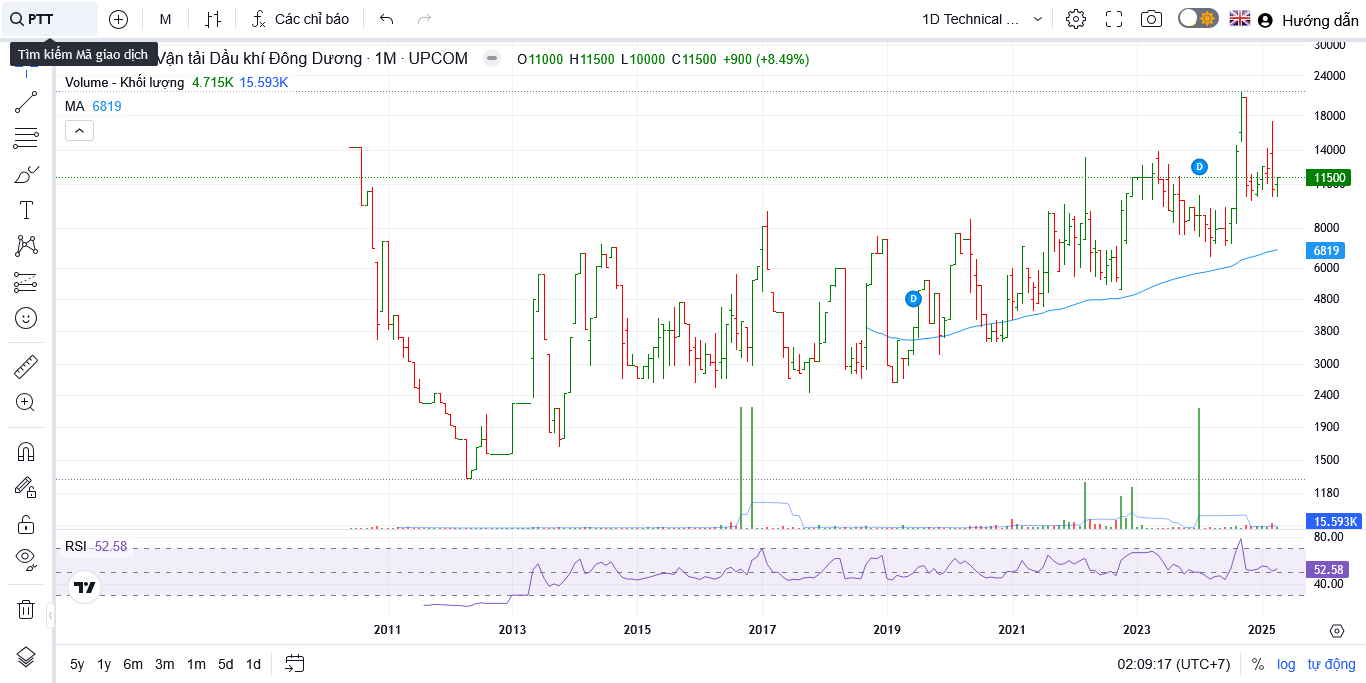 PTT
M
Các chỉ báo
1D Technical ...
Hướng dẫn
Tìm kiếm Mã giao dịch
Vận tải Dầu khí Đông Dương · 1M · UPCOM
O11000 H11500 L10000 C11500 +900 (+8.49%)
Volume - Khối lượng 4.715K 15.593K
MA 6819
30000
24000
18000
14000
D
11500
8000
6819
6000
D
4800
3800
3000
2400
1900
1500
1180
15.593K
RSI 52.58
80.00
52.58
40.00
2011 2013 2015 2017 2019 2021 2023 2025
5y 1y 6m 3m 1m 5d 1d
02:09:17 (UTC+7)
% log tự động